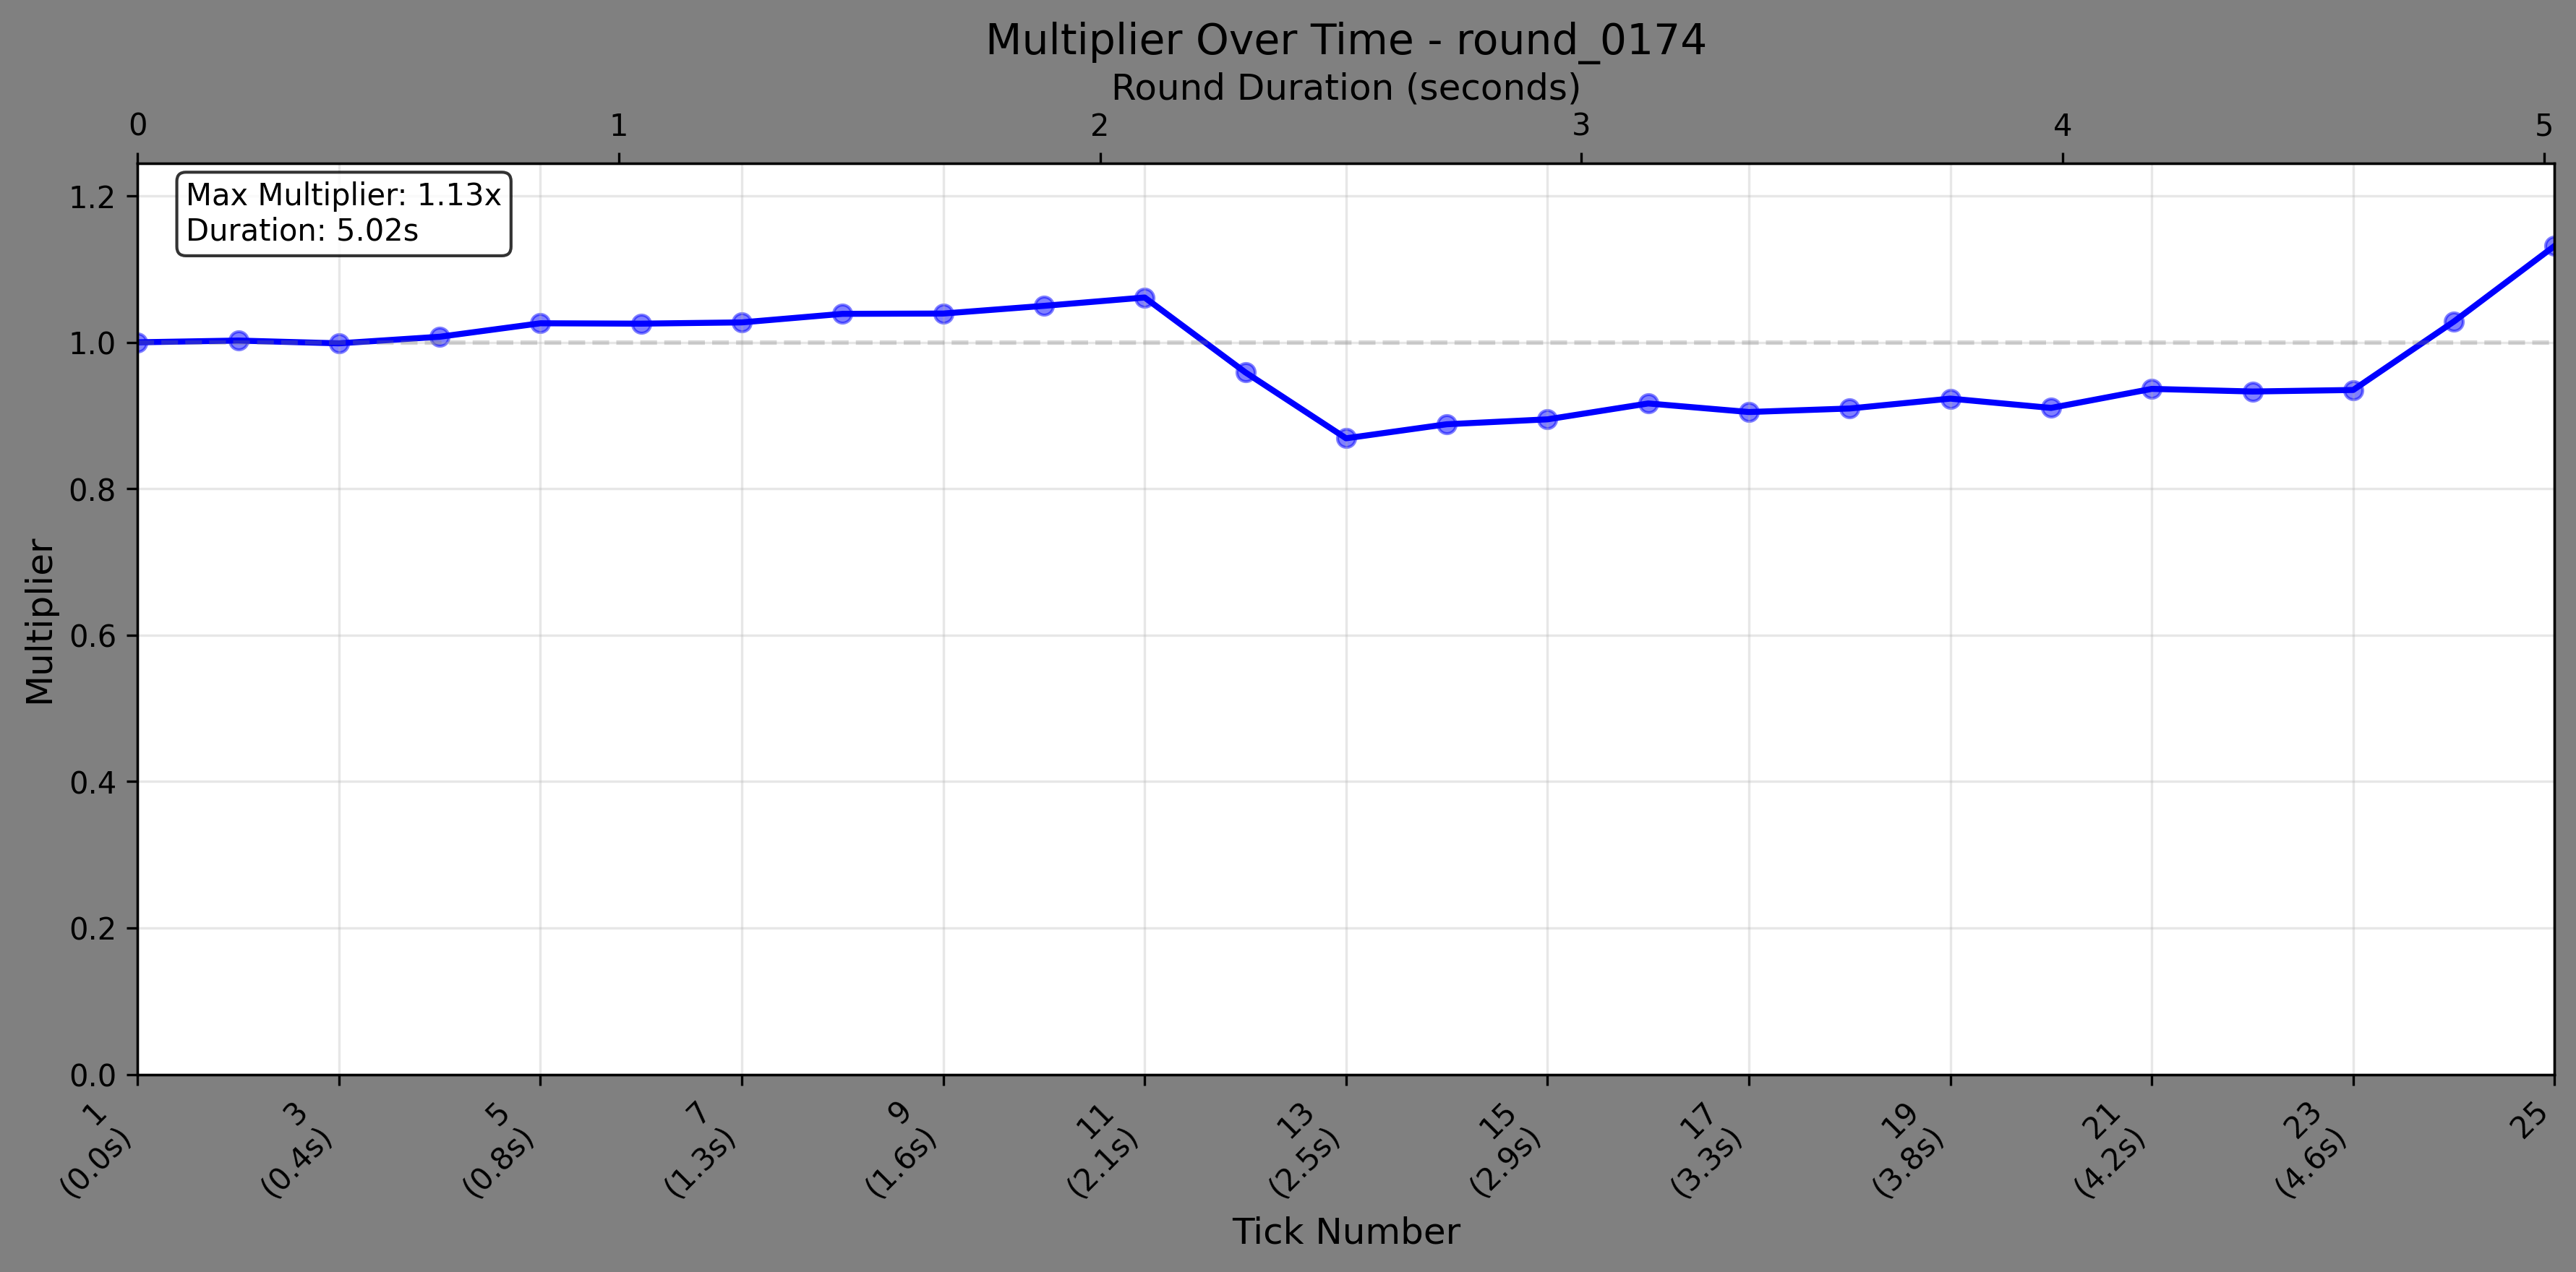 Multiplier Over Time - round_0174
Round Duration (seconds)
0 1 2 3 4 5
Max Multiplier: 1.13x
Duration: 5.02s
1.2
1.0
0.8
0.6
0.4
0.2
0.0
Multiplier
1
(0.0s)
3
(0.4s)
5
(0.8s)
7
(1.3s)
9
(1.6s)
11
(2.1s)
13
(2.5s)
15
(2.9s)
17
(3.3s)
19
(3.8s)
21
(4.2s)
23
(4.6s)
25
Tick Number